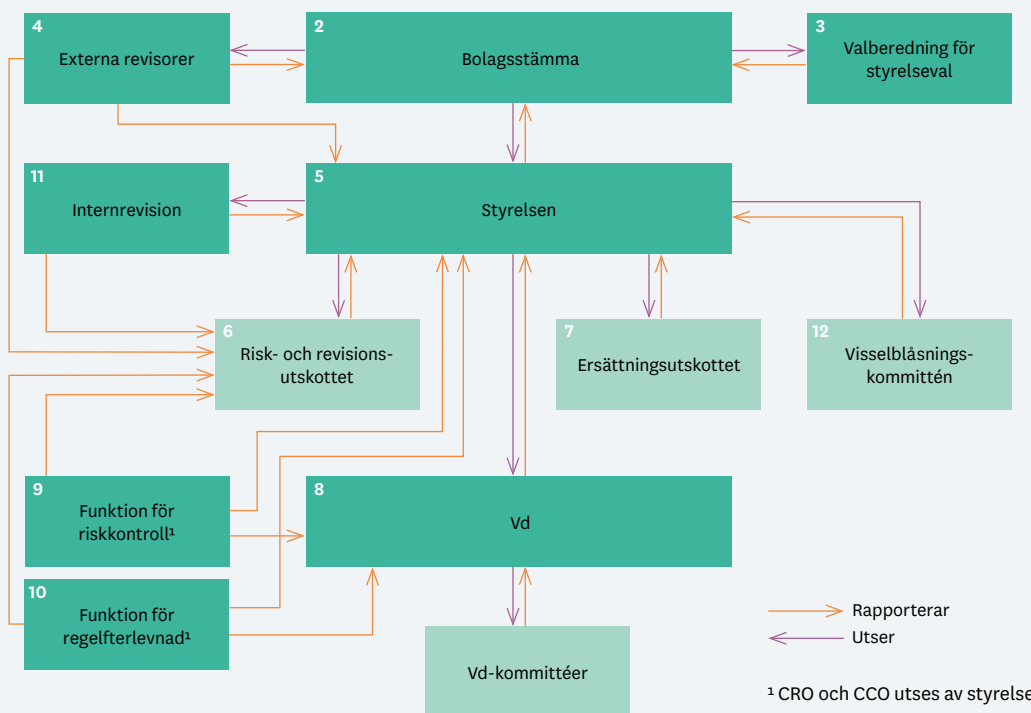 4
Externa revisorer
2
Bolagsstämma
3
Valberedning för
styrelseval
11
Internrevision
5
Styrelsen
6
Risk- och revisions-
utskottet
7
Ersättningsutskottet
12
Visselblåsnings-
kommittén
9
Funktion för
riskkontroll¹
8
Vd
10
Funktion för
regelfterlevnad¹
Vd-kommittéer
Rapporterar
Utser
¹ CRO och CCO utses av styrelse